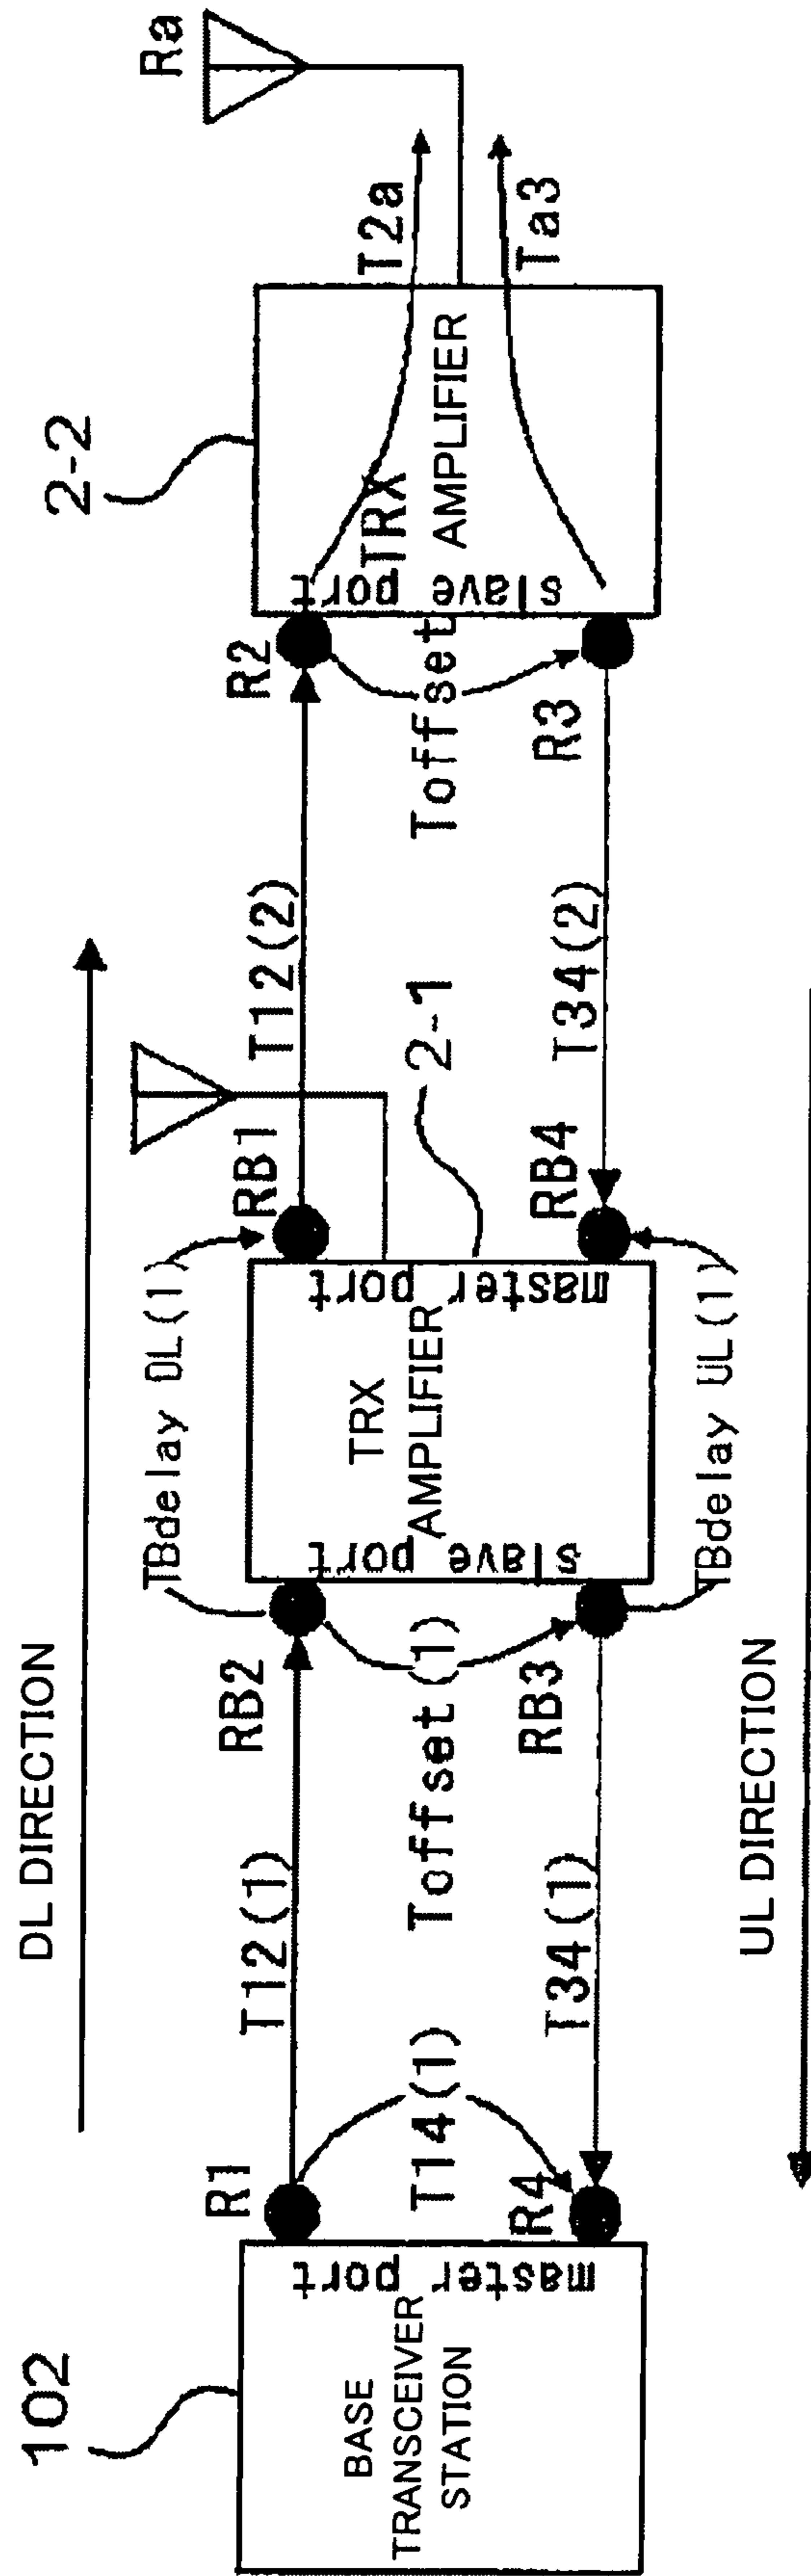 DL DIRECTION
102
BASE
TRANSCEIVER
STATION
master port
R1
R4
T14(1)
T12(1)
T34(1)
RB2
RB3
Toffset(1)
TBdelay DL(1)
slave port
TRX
AMPLIFIER
master port
TBdelay UL(1)
RB1
RB4
2-1
T12(2)
T34(2)
R2
R3
Toffset
2-2
slave port
TRX
AMPLIFIER
T2a
Ta3
Ra
UL DIRECTION